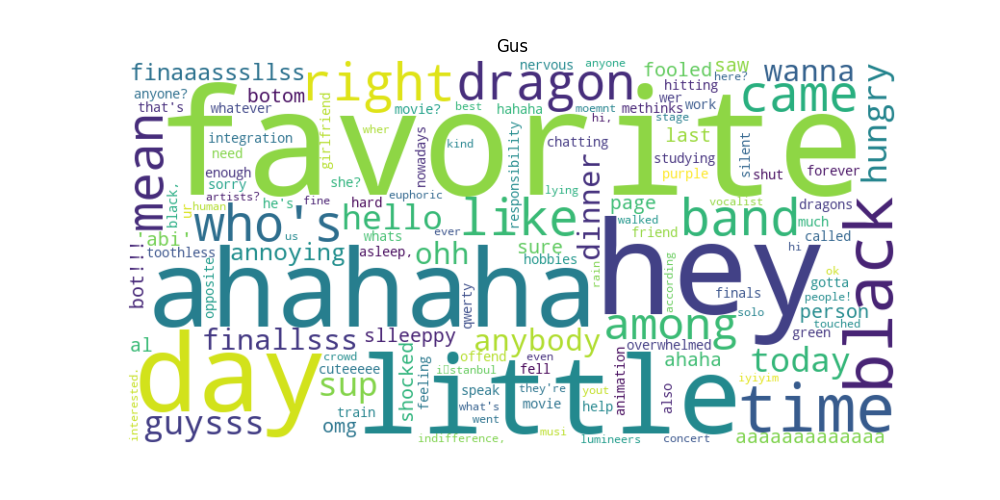 Gus
finaaasssllss
right
dragon
nervous
anyone
fooled
saw
here?
wanna
hungry
anyone?
botom
hitting
came
that's
whatever
movie?
best
hahaha
moemnt
methinks
wer
work
hi,
stage
favorite
mean
girlfriend
integration
wher
nowadays
kind
responsibility
chatting
last
silent
need
studying
enough
purple
shut
forever
sorry
she?
lying
black,
artists?
he's
fine
hard
euphoric
dinner
page
vocalist
dragons
ur
human
who's
us
hello
like
walked
band
much
'abi'
whats
ever
friend
called
hi
bot!!!
toothless
annoying
asleep,
ohh
sure
hobbies
hey
black
opposite
rain
according
ok
gotta
ahahaha
qwerty
finals
people!
person
solo
touched
among
green
finallsss
slleeppy
anybody
overwhelmed
al
day
crowd
shocked
offend
even
ahaha
today
cuteeeee
feeling
istanbul
fell
animation
also
iyiyim
interested.
sup
little
speak
they're
yout
time
train
what's
movie
help
guysss
omg
went
musi
indifference,
lumineers
concert
aaaaaaaaaaaaa